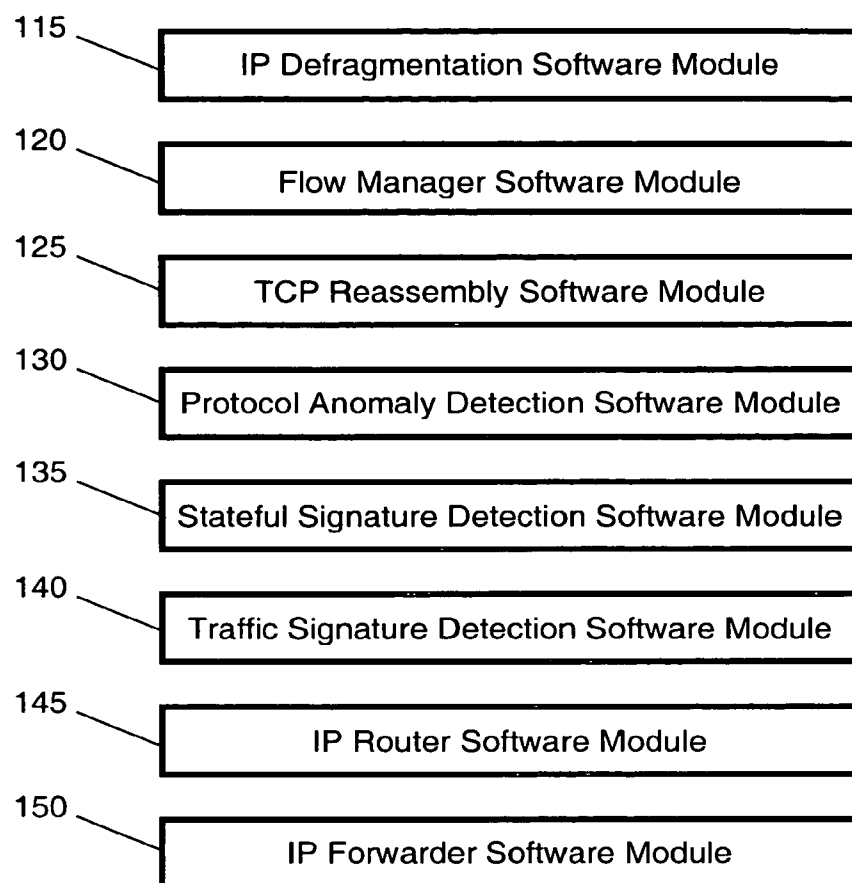 115
IP Defragmentation Software Module
120
Flow Manager Software Module
125
TCP Reassembly Software Module
130
Protocol Anomaly Detection Software Module
135
Stateful Signature Detection Software Module
140
Traffic Signature Detection Software Module
145
IP Router Software Module
150
IP Forwarder Software Module